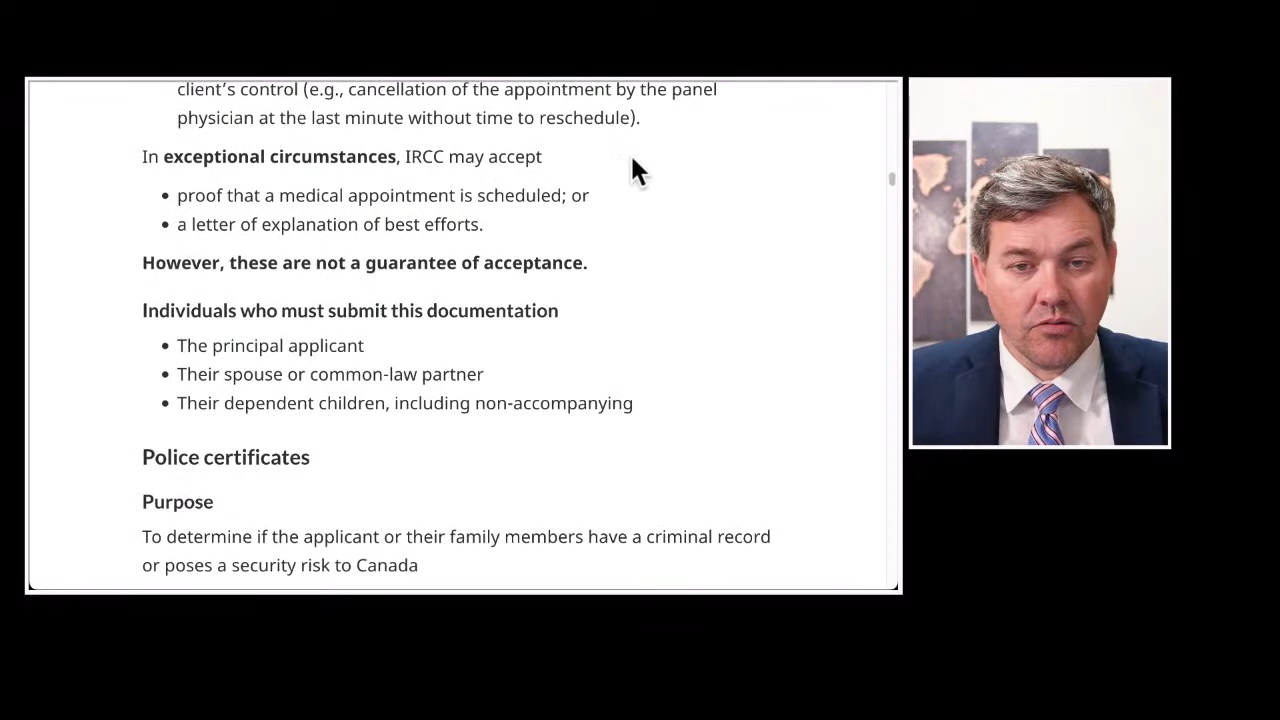 client’s control (e.g., cancellation of the appointment by the panel
physician at the last minute without time to reschedule).
In exceptional circumstances, IRCC may accept
• proof that a medical appointment is scheduled; or
• a letter of explanation of best efforts.
However, these are not a guarantee of acceptance.
Individuals who must submit this documentation
• The principal applicant
• Their spouse or common-law partner
• Their dependent children, including non-accompanying
Police certificates
Purpose
To determine if the applicant or their family members have a criminal record
or poses a security risk to Canada